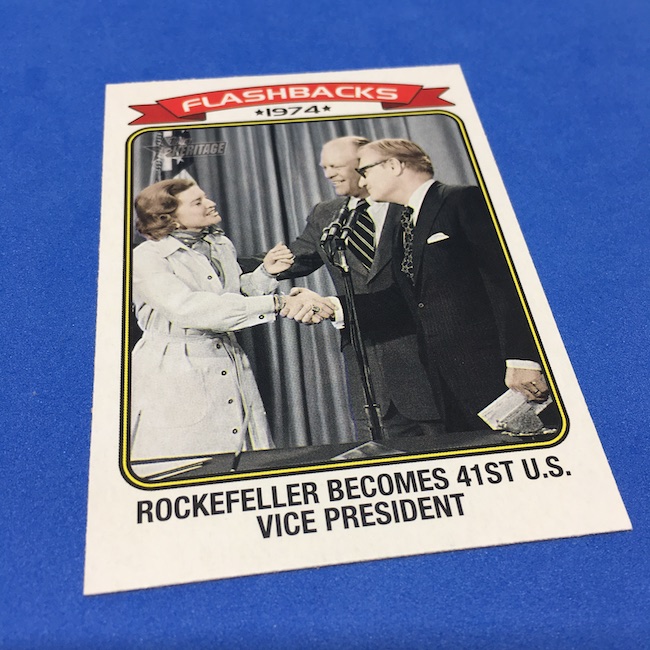 FLASHBACKS
★1974★
HERITAGE
ROCKEFELLER BECOMES 41ST U.S.
VICE PRESIDENT